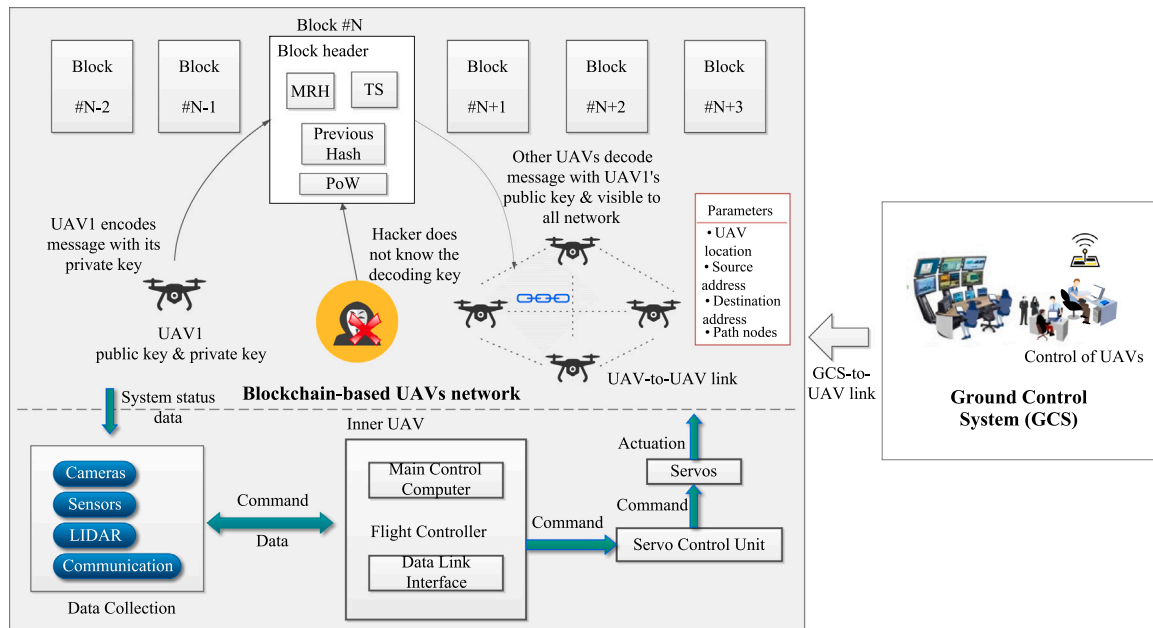 Block #N
Block
#N-2
Block
#N-1
Block header
MRH
TS
Previous
Hash
PoW
Block
#N+1
Block
#N+2
Block
#N+3
UAV1 encodes
message with its
private key
UAV1
public key & private key
Hacker does
not know the
decoding key
Other UAVs decode
message with UAV1's
public key & visible to
all network
UAV-to-UAV link
Parameters
• UAV
location
• Source
address
• Destination
address
• Path nodes
Blockchain-based UAVs network
GCS-to-
UAV link
Control of UAVs
Ground Control
System (GCS)
System status
data
Cameras
Sensors
LIDAR
Communication
Data Collection
Command
Data
Inner UAV
Main Control
Computer
Flight Controller
Data Link
Interface
Command
Servo Control Unit
Command
Servos
Actuation